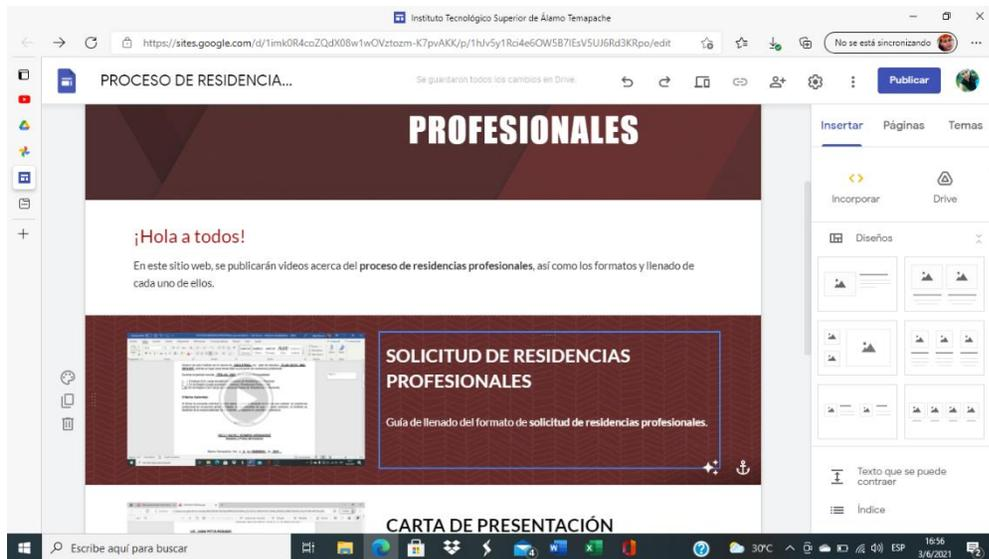 Instituto Tecnológico Superior de Álamo Temapache
https://sites.google.com/d/1imk0R4coZQdX08w1wOVztozm-K7pvAKK/p/1hJv5y1Rci4e6OW5B7lEsV5UJ6Rd3KRpo/edit
No se está sincronizando
PROCESO DE RESIDENCIA...
Se guardaron todos los cambios en Drive.
Publicar
PROFESIONALES
Insertar Páginas Temas
Incorporar Drive
Diseños
¡Hola a todos!
En este sitio web, se publicarán videos acerca del proceso de residencias profesionales, así como los formatos y llenado de
cada uno de ellos.
SOLICITUD DE RESIDENCIAS
PROFESIONALES
Guía de llenado del formato de solicitud de residencias profesionales.
Texto que se puede
contraer
Índice
CARTA DE PRESENTACIÓN
Escribe aquí para buscar
30°C
ESP
16:56
3/6/2021